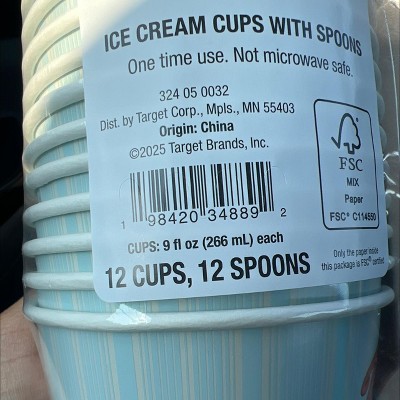 ICE CREAM CUPS WITH SPOONS
One time use. Not microwave safe.
324 05 0032
Dist. by Target Corp., Mpls., MN 55403
Origin: China
©2025 Target Brands, Inc.
1 98420 34889 2
CUPS: 9 fl oz (266 mL) each
12 CUPS, 12 SPOONS
FSC
MIX
Paper
FSC® C114550
Only the paper inside
this package is FSC® certified.